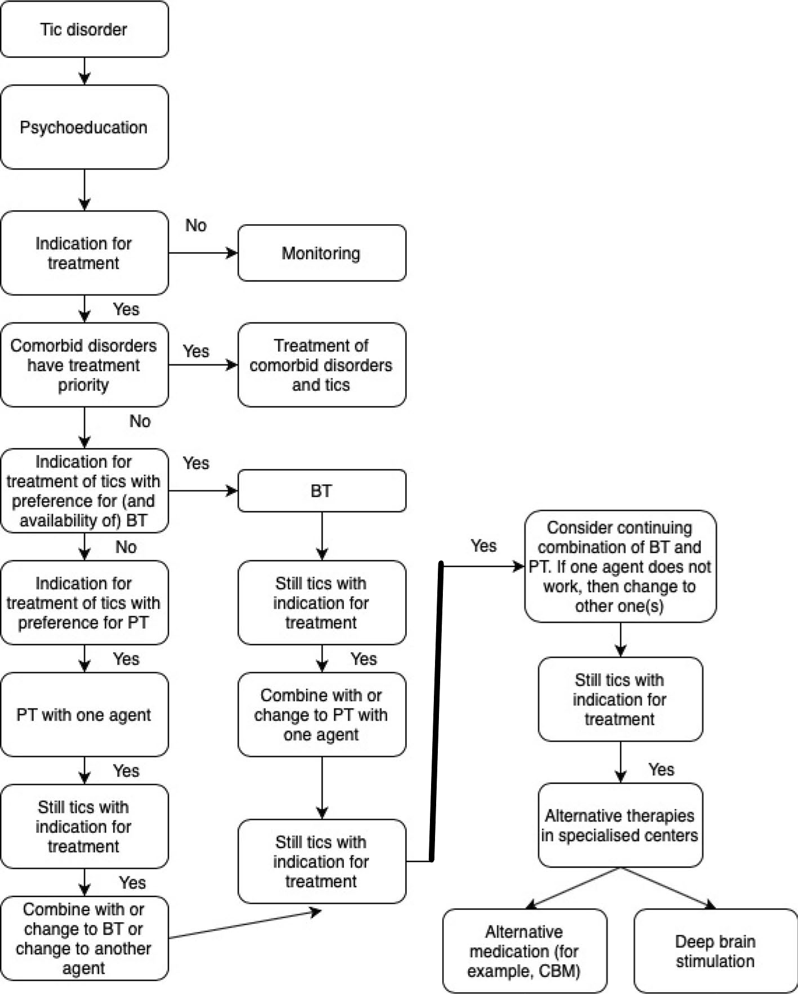 Tic disorder
Psychoeducation
Indication for
treatment
No
Monitoring
Yes
Comorbid disorders
have treatment
priority
Yes
Treatment of
comorbid disorders
and tics
No
Indication for
treatment of tics with
preference for (and
availability of) BT
Yes
BT
No
Indication for
treatment of tics with
preference for PT
Yes
PT with one agent
Yes
Still tics with
indication for
treatment
Yes
Combine with or
change to BT or
change to another
agent
Still tics with
indication for
treatment
Yes
Combine with or
change to PT with
one agent
Still tics with
indication for
treatment
Yes
Consider continuing
combination of BT and
PT. If one agent does not
work, then change to
other one(s)
Still tics with
indication for
treatment
Yes
Alternative therapies
in specialised centers
Alternative
medication (for
example, CBM)
Deep brain
stimulation